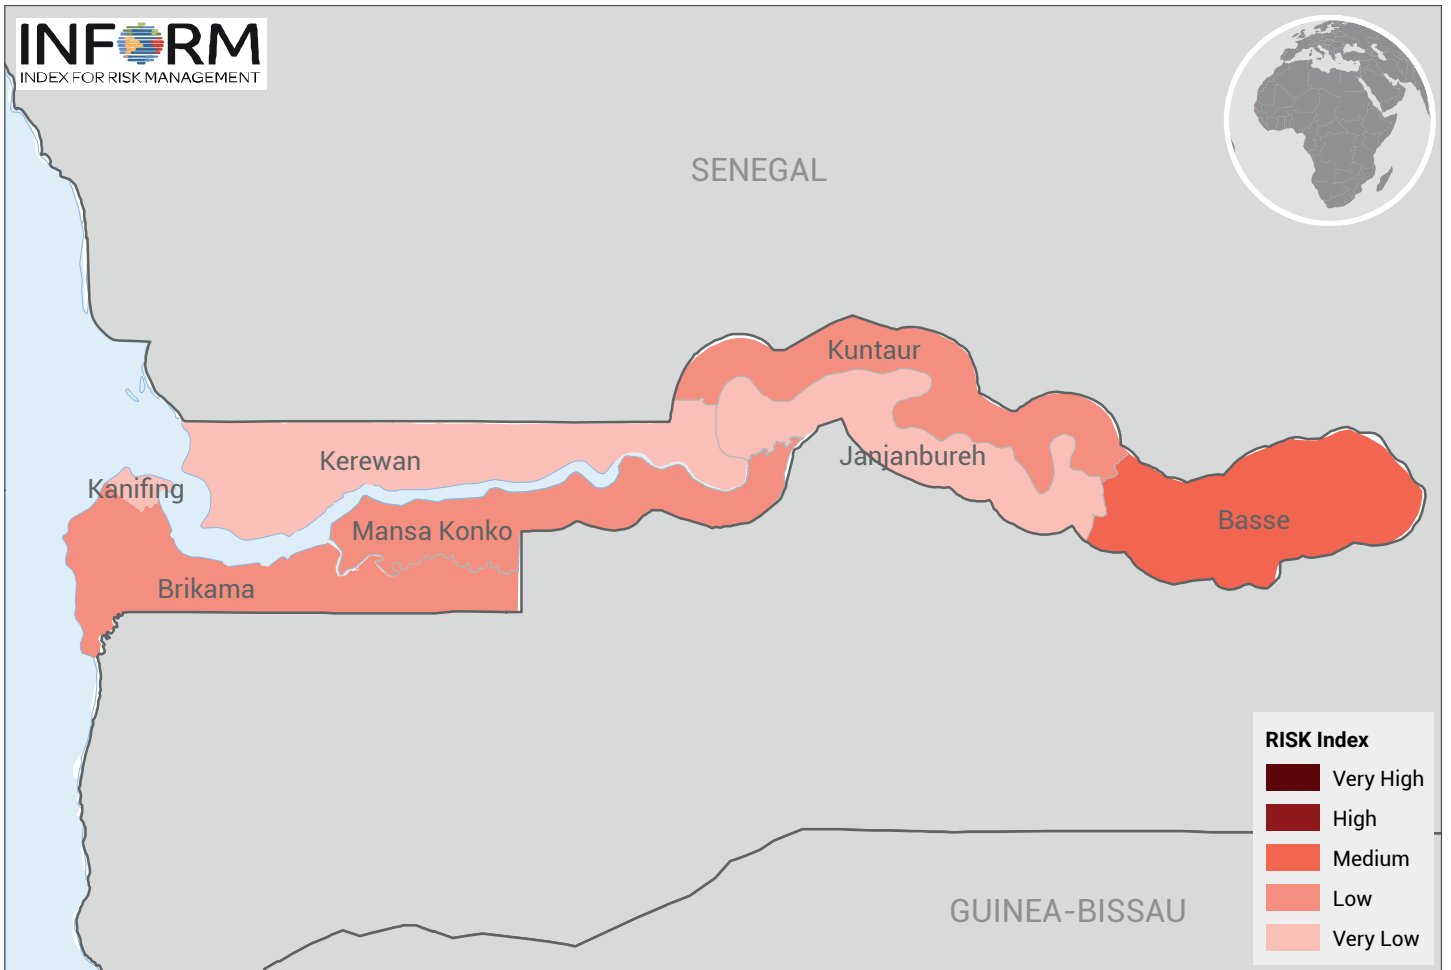 INFORM
INDEX FOR RISK MANAGEMENT
SENEGAL
Kuntaur
Kerewan
Janjanbureh
Kanifing
Mansa Konko
Basse
Brikama
GUINEA-BISSAU
RISK Index
Very High
High
Medium
Low
Very Low